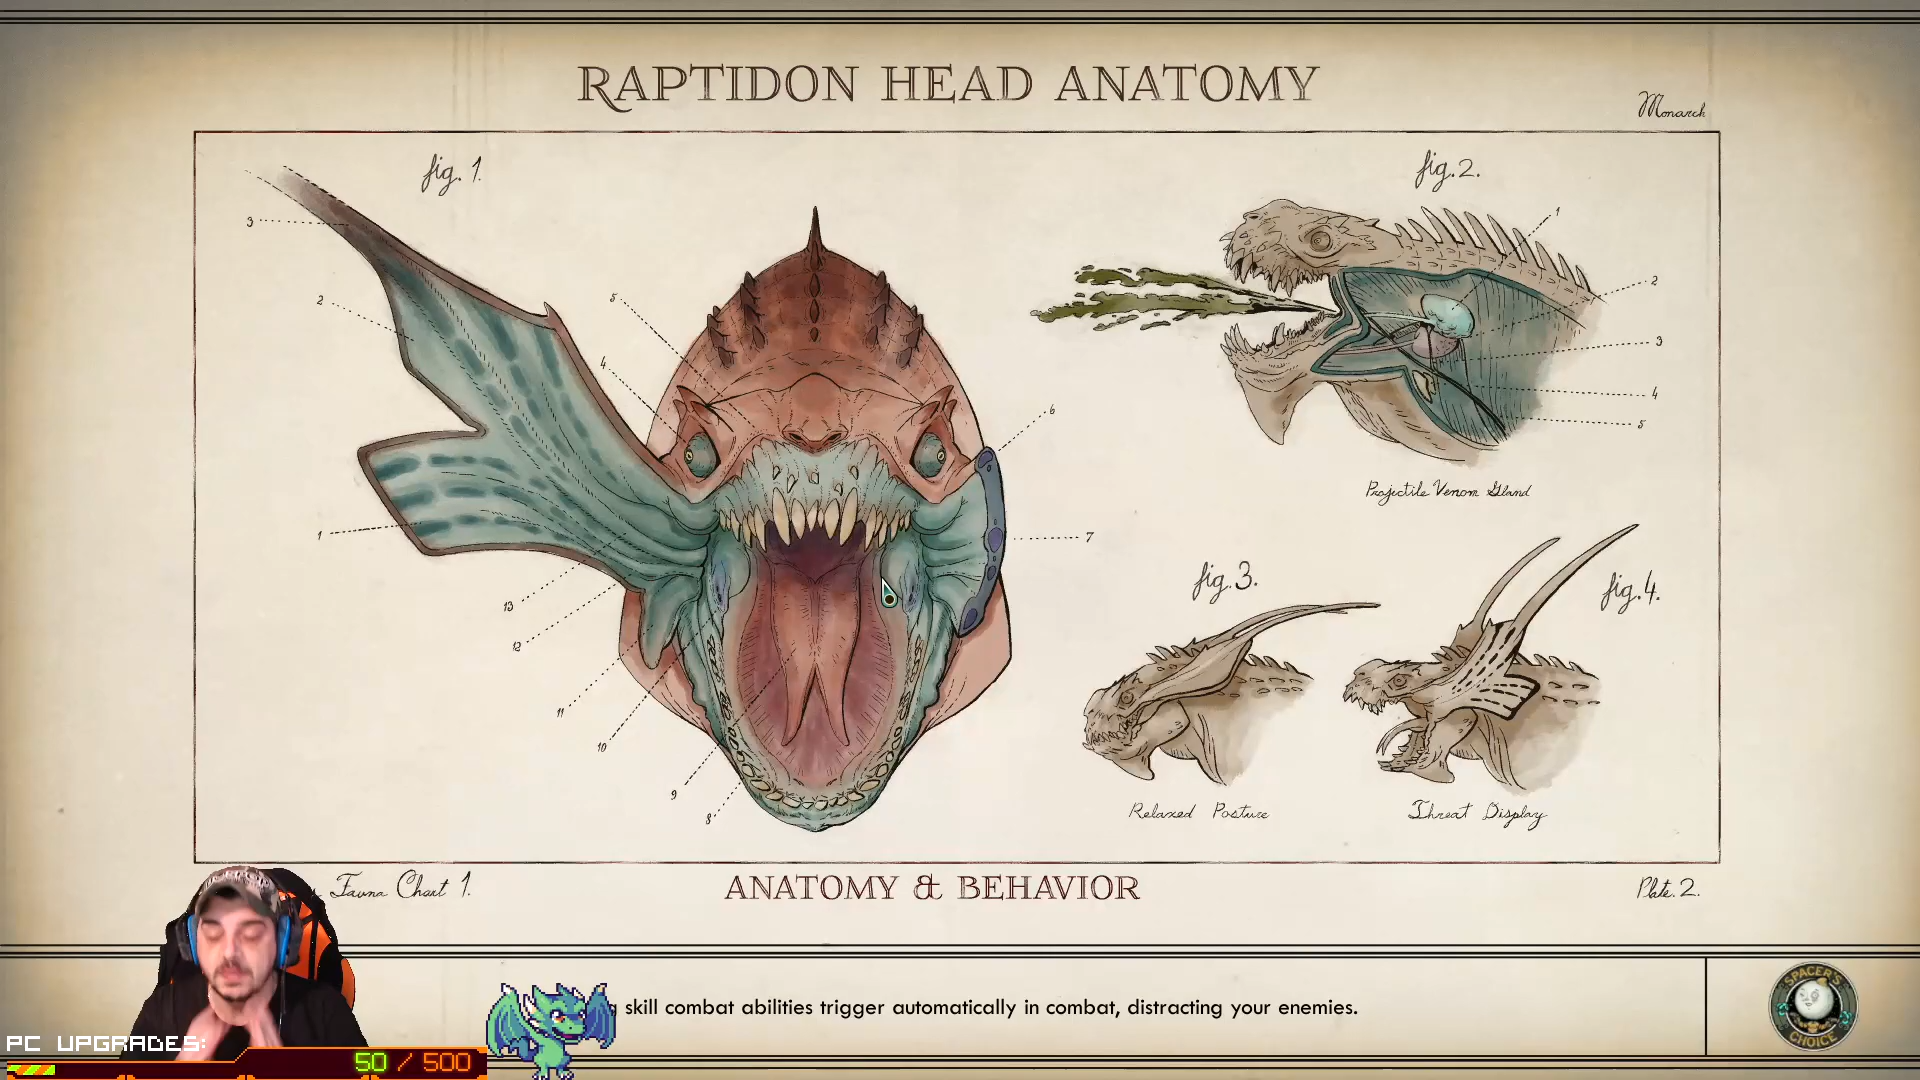 RAPTIDON HEAD ANATOMY
Monarch
fig. 1.
fig. 2.
3
2
1
5
4
6
7
13
12
11
10
9
8
1
2
3
4
5
Projectile Venom Gland
fig. 3.
fig. 4.
Relaxed Posture
Threat Display
Fauna Chart 1.
ANATOMY & BEHAVIOR
Plate. 2.
skill combat abilities trigger automatically in combat, distracting your enemies.
SPACER'S
CHOICE
PC UPGRADES:
50 / 500